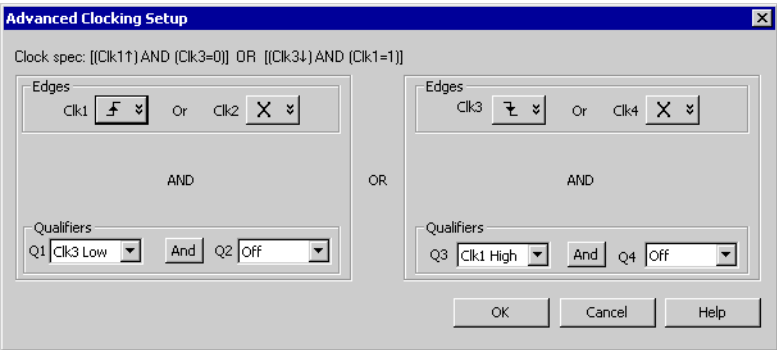 Advanced Clocking Setup
Clock spec: [(Clk1↑) AND (Clk3=0)] OR [(Clk3↓) AND (Clk1=1)]
Edges
Clk1 Or Clk2 X
AND
Qualifiers
Q1 Clk3 Low And Q2 Off
OR
Edges
Clk3 Or Clk4 X
AND
Qualifiers
Q3 Clk1 High And Q4 Off
OK Cancel Help